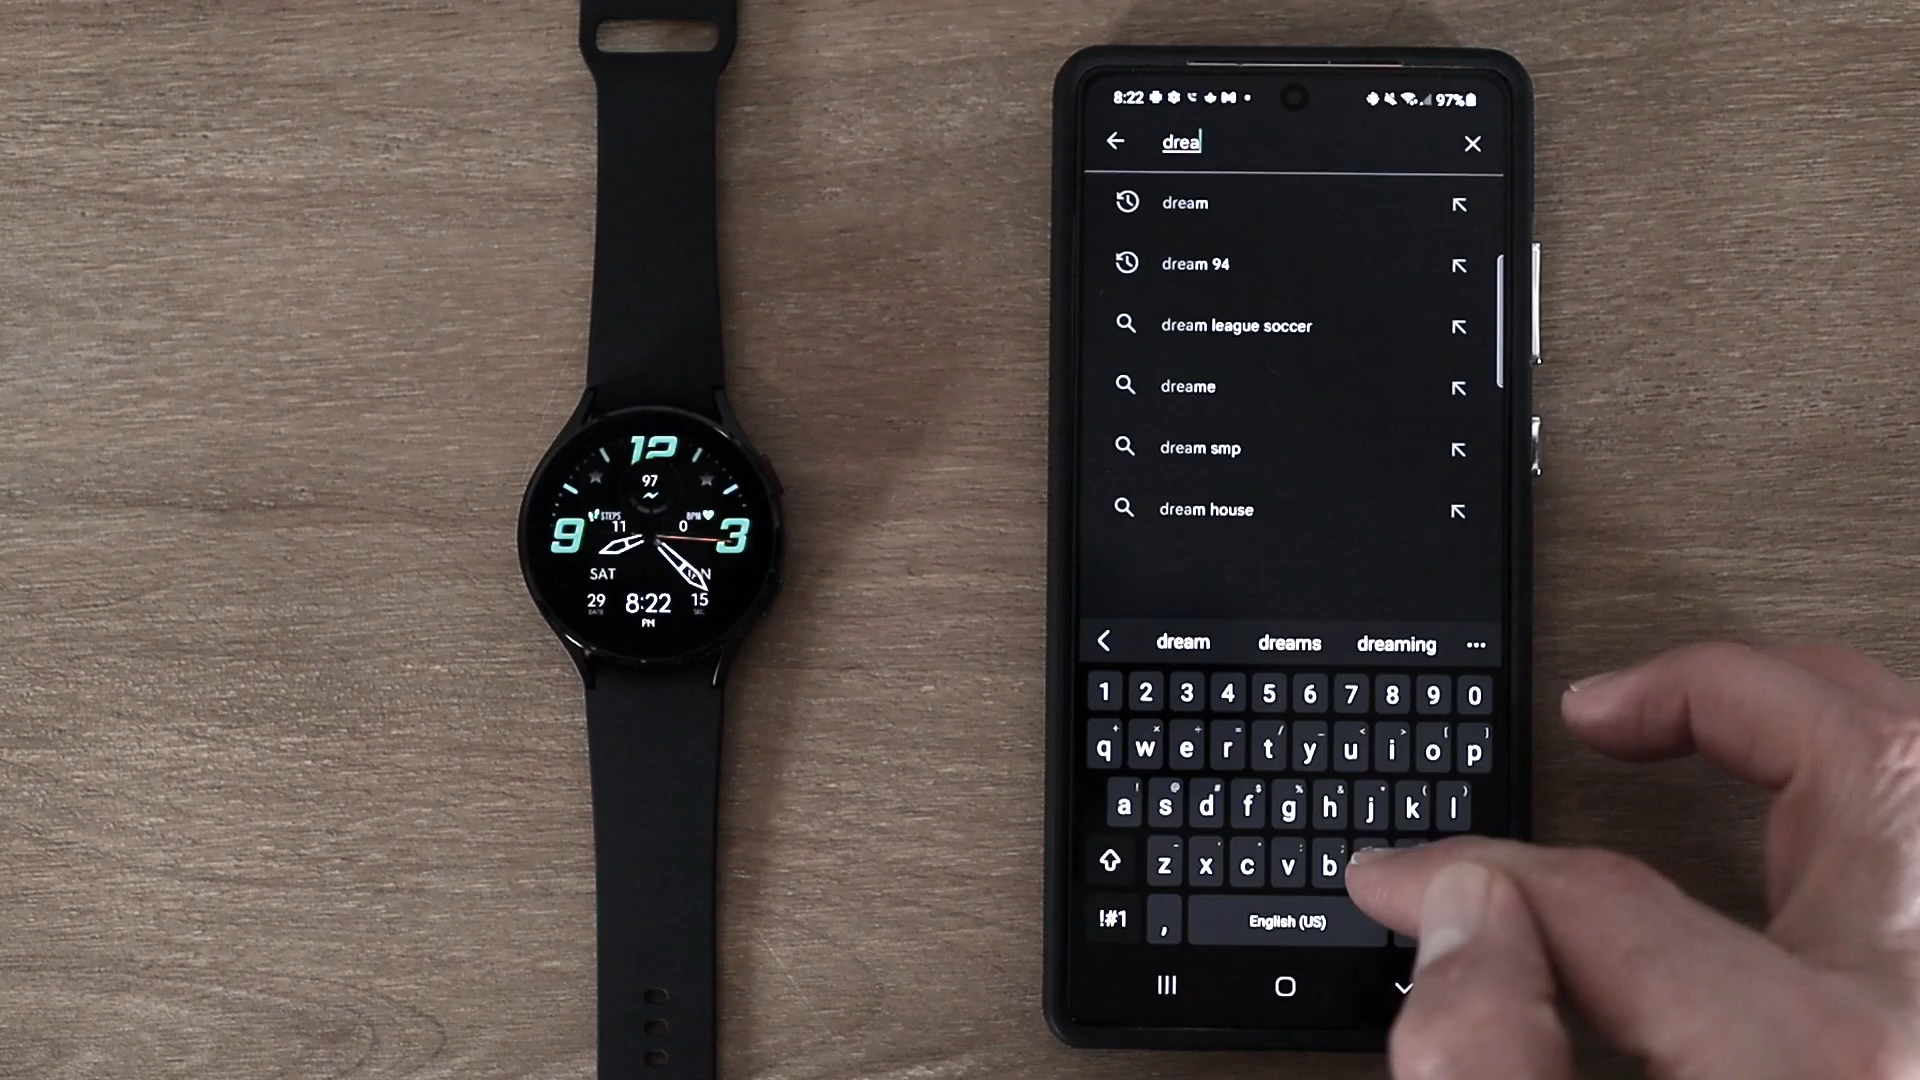 12
97
STEPS
BPM
11
0
9
3
SAT
29
8:22
15
DATE
SEC
PM
8:22
97%
drea
dream
dream 94
dream league soccer
dreame
dream smp
dream house
dream dreams dreaming
1 2 3 4 5 6 7 8 9 0
q w e r t y u i o p
a s d f g h j k l
z x c v b
!#1 , English (US)